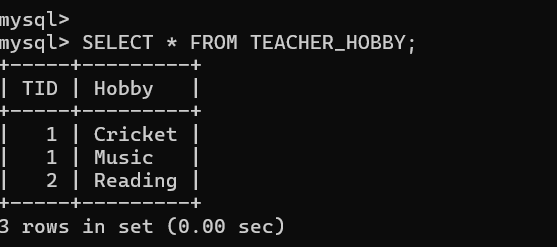 mysql>
mysql> SELECT * FROM TEACHER_HOBBY;
+-----+---------+
| TID | Hobby   |
+-----+---------+
|   1 | Cricket |
|   1 | Music   |
|   2 | Reading |
+-----+---------+
3 rows in set (0.00 sec)